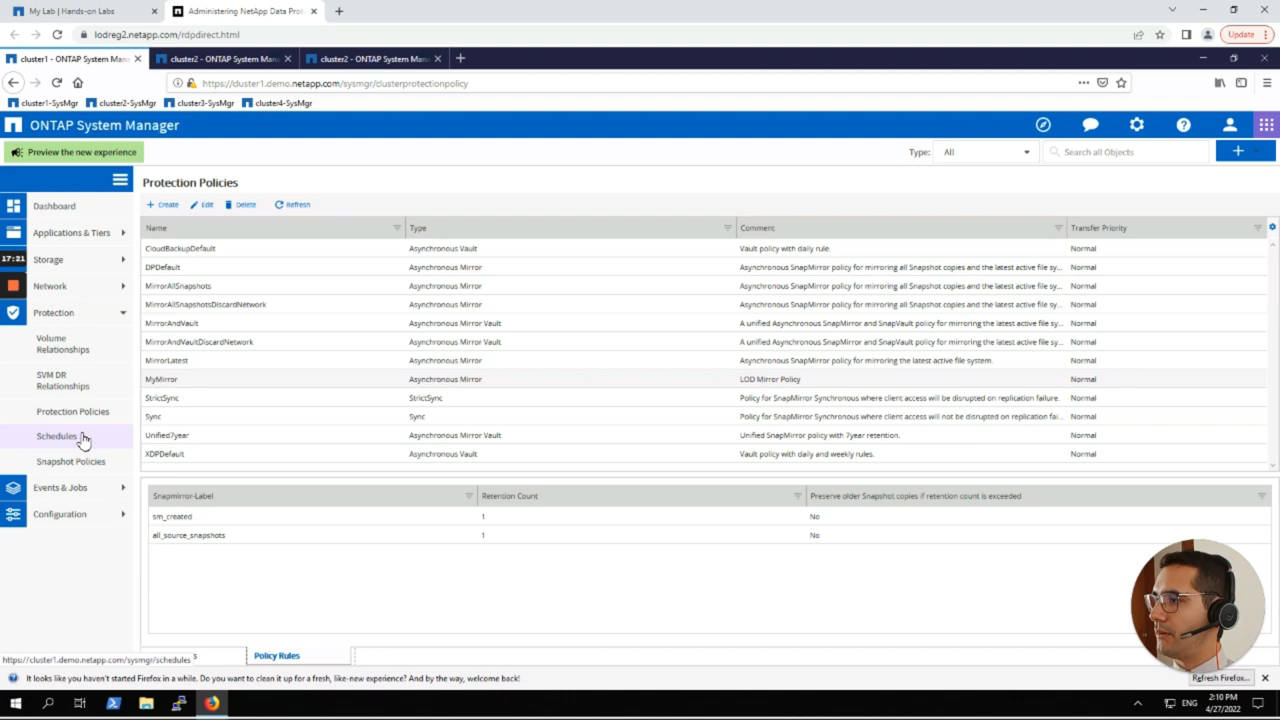 My Lab | Hands-on Labs
Administering NetApp Data Prot
lodreg2.netapp.com/rdpdirect.html
Update
cluster1 - ONTAP System Mana
cluster2 - ONTAP System Mana
cluster2 - ONTAP System Mana
https://cluster1.demo.netapp.com/sysmgr/clusterprotectionpolicy
cluster1-SysMgr
cluster2-SysMgr
cluster3-SysMgr
cluster4-SysMgr
ONTAP System Manager
Preview the new experience
Type:
All
Search all Objects
Dashboard
Applications & Tiers
17:21
Storage
Network
Protection
Volume
Relationships
SVM DR
Relationships
Protection Policies
Schedules
Snapshot Policies
Events & Jobs
Configuration
Protection Policies
Create
Edit
Delete
Refresh
Name Type Comment Transfer Priority
CloudBackupDefault Asynchronous Vault Vault policy with daily rule. Normal
DPDefault Asynchronous Mirror Asynchronous SnapMirror policy for mirroring all Snapshot copies and the latest active file sy... Normal
MirrorAllSnapshots Asynchronous Mirror Asynchronous SnapMirror policy for mirroring all Snapshot copies and the latest active file sy... Normal
MirrorAllSnapshotsDiscardNetwork Asynchronous Mirror Asynchronous SnapMirror policy for mirroring all Snapshot copies and the latest active file sy... Normal
MirrorAndVault Asynchronous Mirror Vault A unified Asynchronous SnapMirror and SnapVault policy for mirroring the latest active file sy... Normal
MirrorAndVaultDiscardNetwork Asynchronous Mirror Vault A unified Asynchronous SnapMirror and SnapVault policy for mirroring the latest active file sy... Normal
MirrorLatest Asynchronous Mirror Asynchronous SnapMirror policy for mirroring the latest active file system. Normal
MyMirror Asynchronous Mirror LOD Mirror Policy Normal
StrictSync StrictSync Policy for SnapMirror Synchronous where client access will be disrupted on replication failure. Normal
Sync Sync Policy for SnapMirror Synchronous where client access will not be disrupted on replication fai... Normal
Unified7year Asynchronous Mirror Vault Unified SnapMirror policy with 7year retention. Normal
XDPDefault Asynchronous Vault Vault policy with daily and weekly rules. Normal
Snapmirror-Label Retention Count Preserve older Snapshot copies if retention count is exceeded
sm_created 1 No
all_source_snapshots 1 No
Policy Rules
https://cluster1.demo.netapp.com/sysmgr/schedules
It looks like you haven't started Firefox in a while. Do you want to clean it up for a fresh, like-new experience? And by the way, welcome back!
Refresh Firefox...
ENG
2:10 PM
4/27/2022